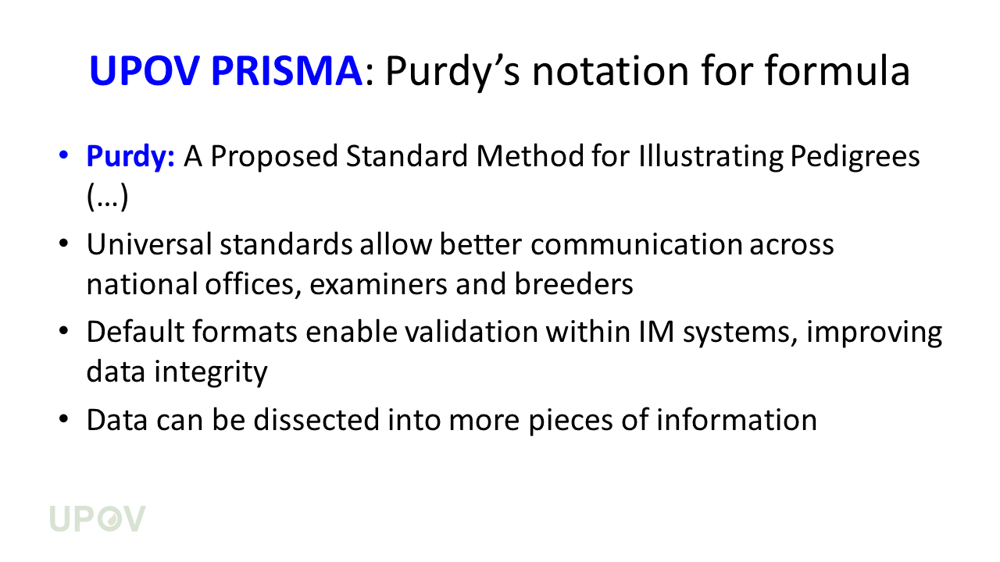 UPOV PRISMA: Purdy’s notation for formula
• Purdy: A Proposed Standard Method for Illustrating Pedigrees
(…)
• Universal standards allow better communication across
national offices, examiners and breeders
• Default formats enable validation within IM systems, improving
data integrity
• Data can be dissected into more pieces of information
UPOV